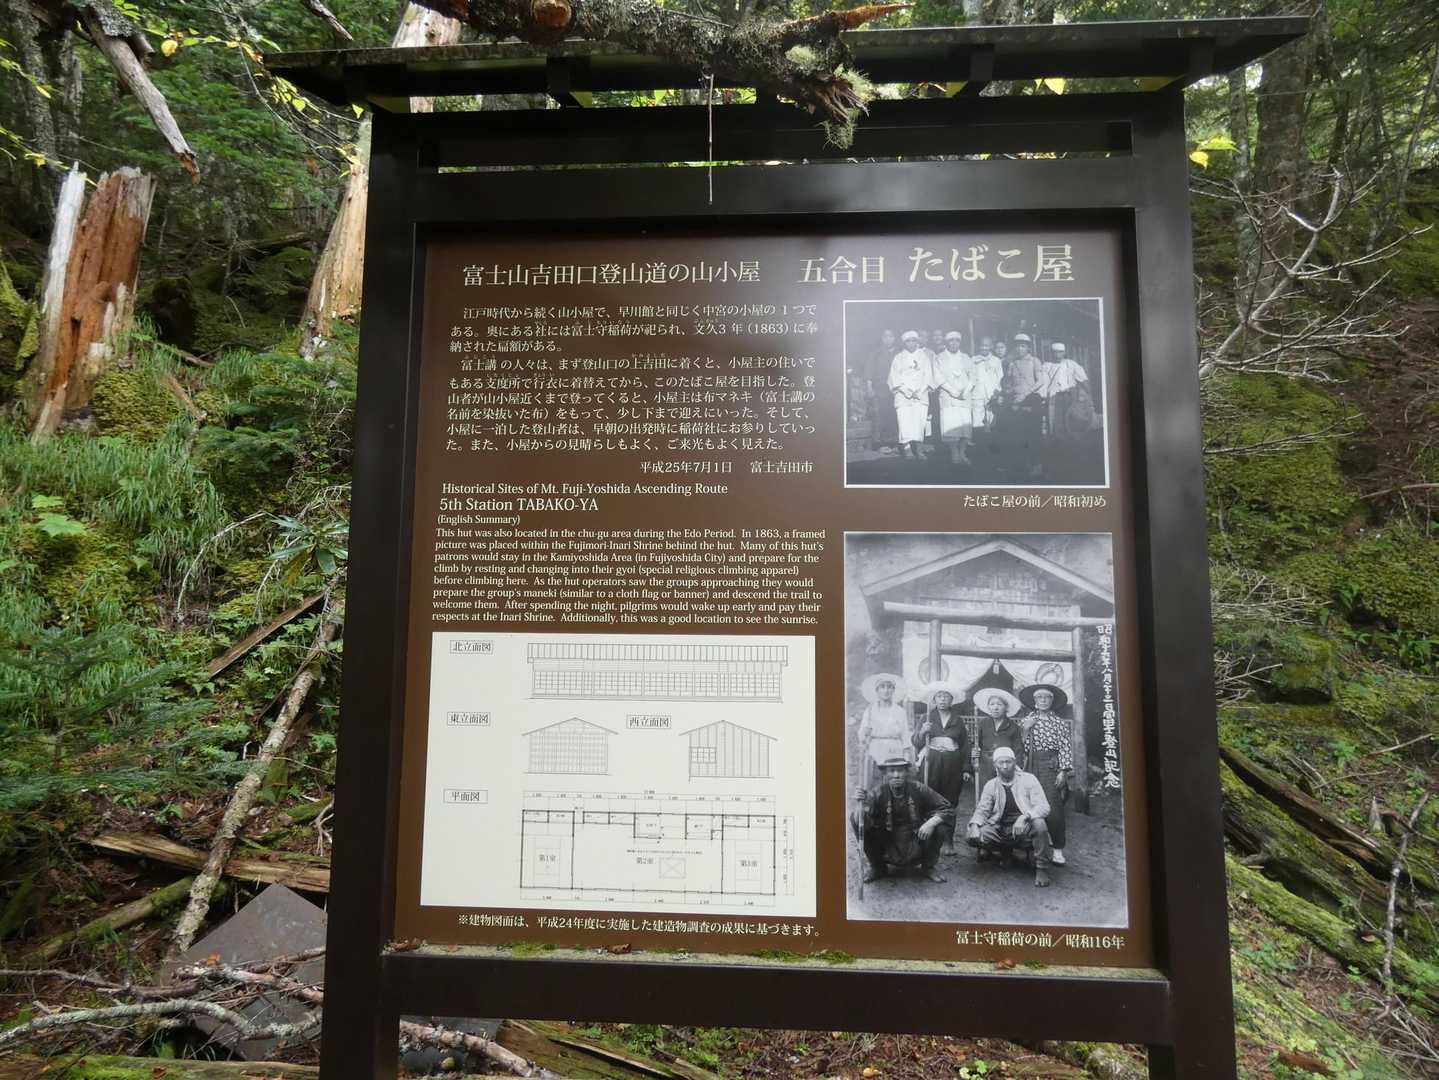 富士山吉田口登山道の山小屋 五合目 たばこ屋
江戸時代から続く山小屋で、早川館と同じく中宮の小屋の１つで
ある。奥にある社には富士守稲荷が祀られ、文久3 年（1863）に奉
納された扁額がある。
富士講 の人々は、まず登山口の上吉田に着くと、小屋主の住いで
もある支度所で行衣に着替えてから、このたばこ屋を目指した。登
山者が山小屋近くまで登ってくると、小屋主は布マネキ（富士講の
名前を染抜いた布）をもって、少し下まで迎えにいった。そして、
小屋に一泊した登山者は、早朝の出発時に稲荷社にお参りしていっ
た。また、小屋からの見晴らしもよく、ご来光もよく見えた。
平成25年7月1日 富士吉田市
Historical Sites of Mt. Fuji-Yoshida Ascending Route
5th Station TABAKO-YA
(English Summary)
This hut was also located in the chu-gu area during the Edo Period. In 1863, a framed
picture was placed within the Fujimori-Inari Shrine behind the hut. Many of this hut's
patrons would stay in the Kamiyoshida Area (in Fujiyoshida City) and prepare for the
climb by resting and changing into their gyoi (special religious climbing apparel)
before climbing here. As the hut operators saw the groups approaching they would
prepare the group's maneki (similar to a cloth flag or banner) and descend the trail to
welcome them. After spending the night, pilgrims would wake up early and pay their
respects at the Inari Shrine. Additionally, this was a good location to see the sunrise.
北立面図
東立面図
西立面図
平面図
第1室
第2室
第3室
※建物図面は、平成24年度に実施した建造物調査の成果に基づきます。
たばこ屋の前／昭和初め
富士守稲荷の前／昭和16年